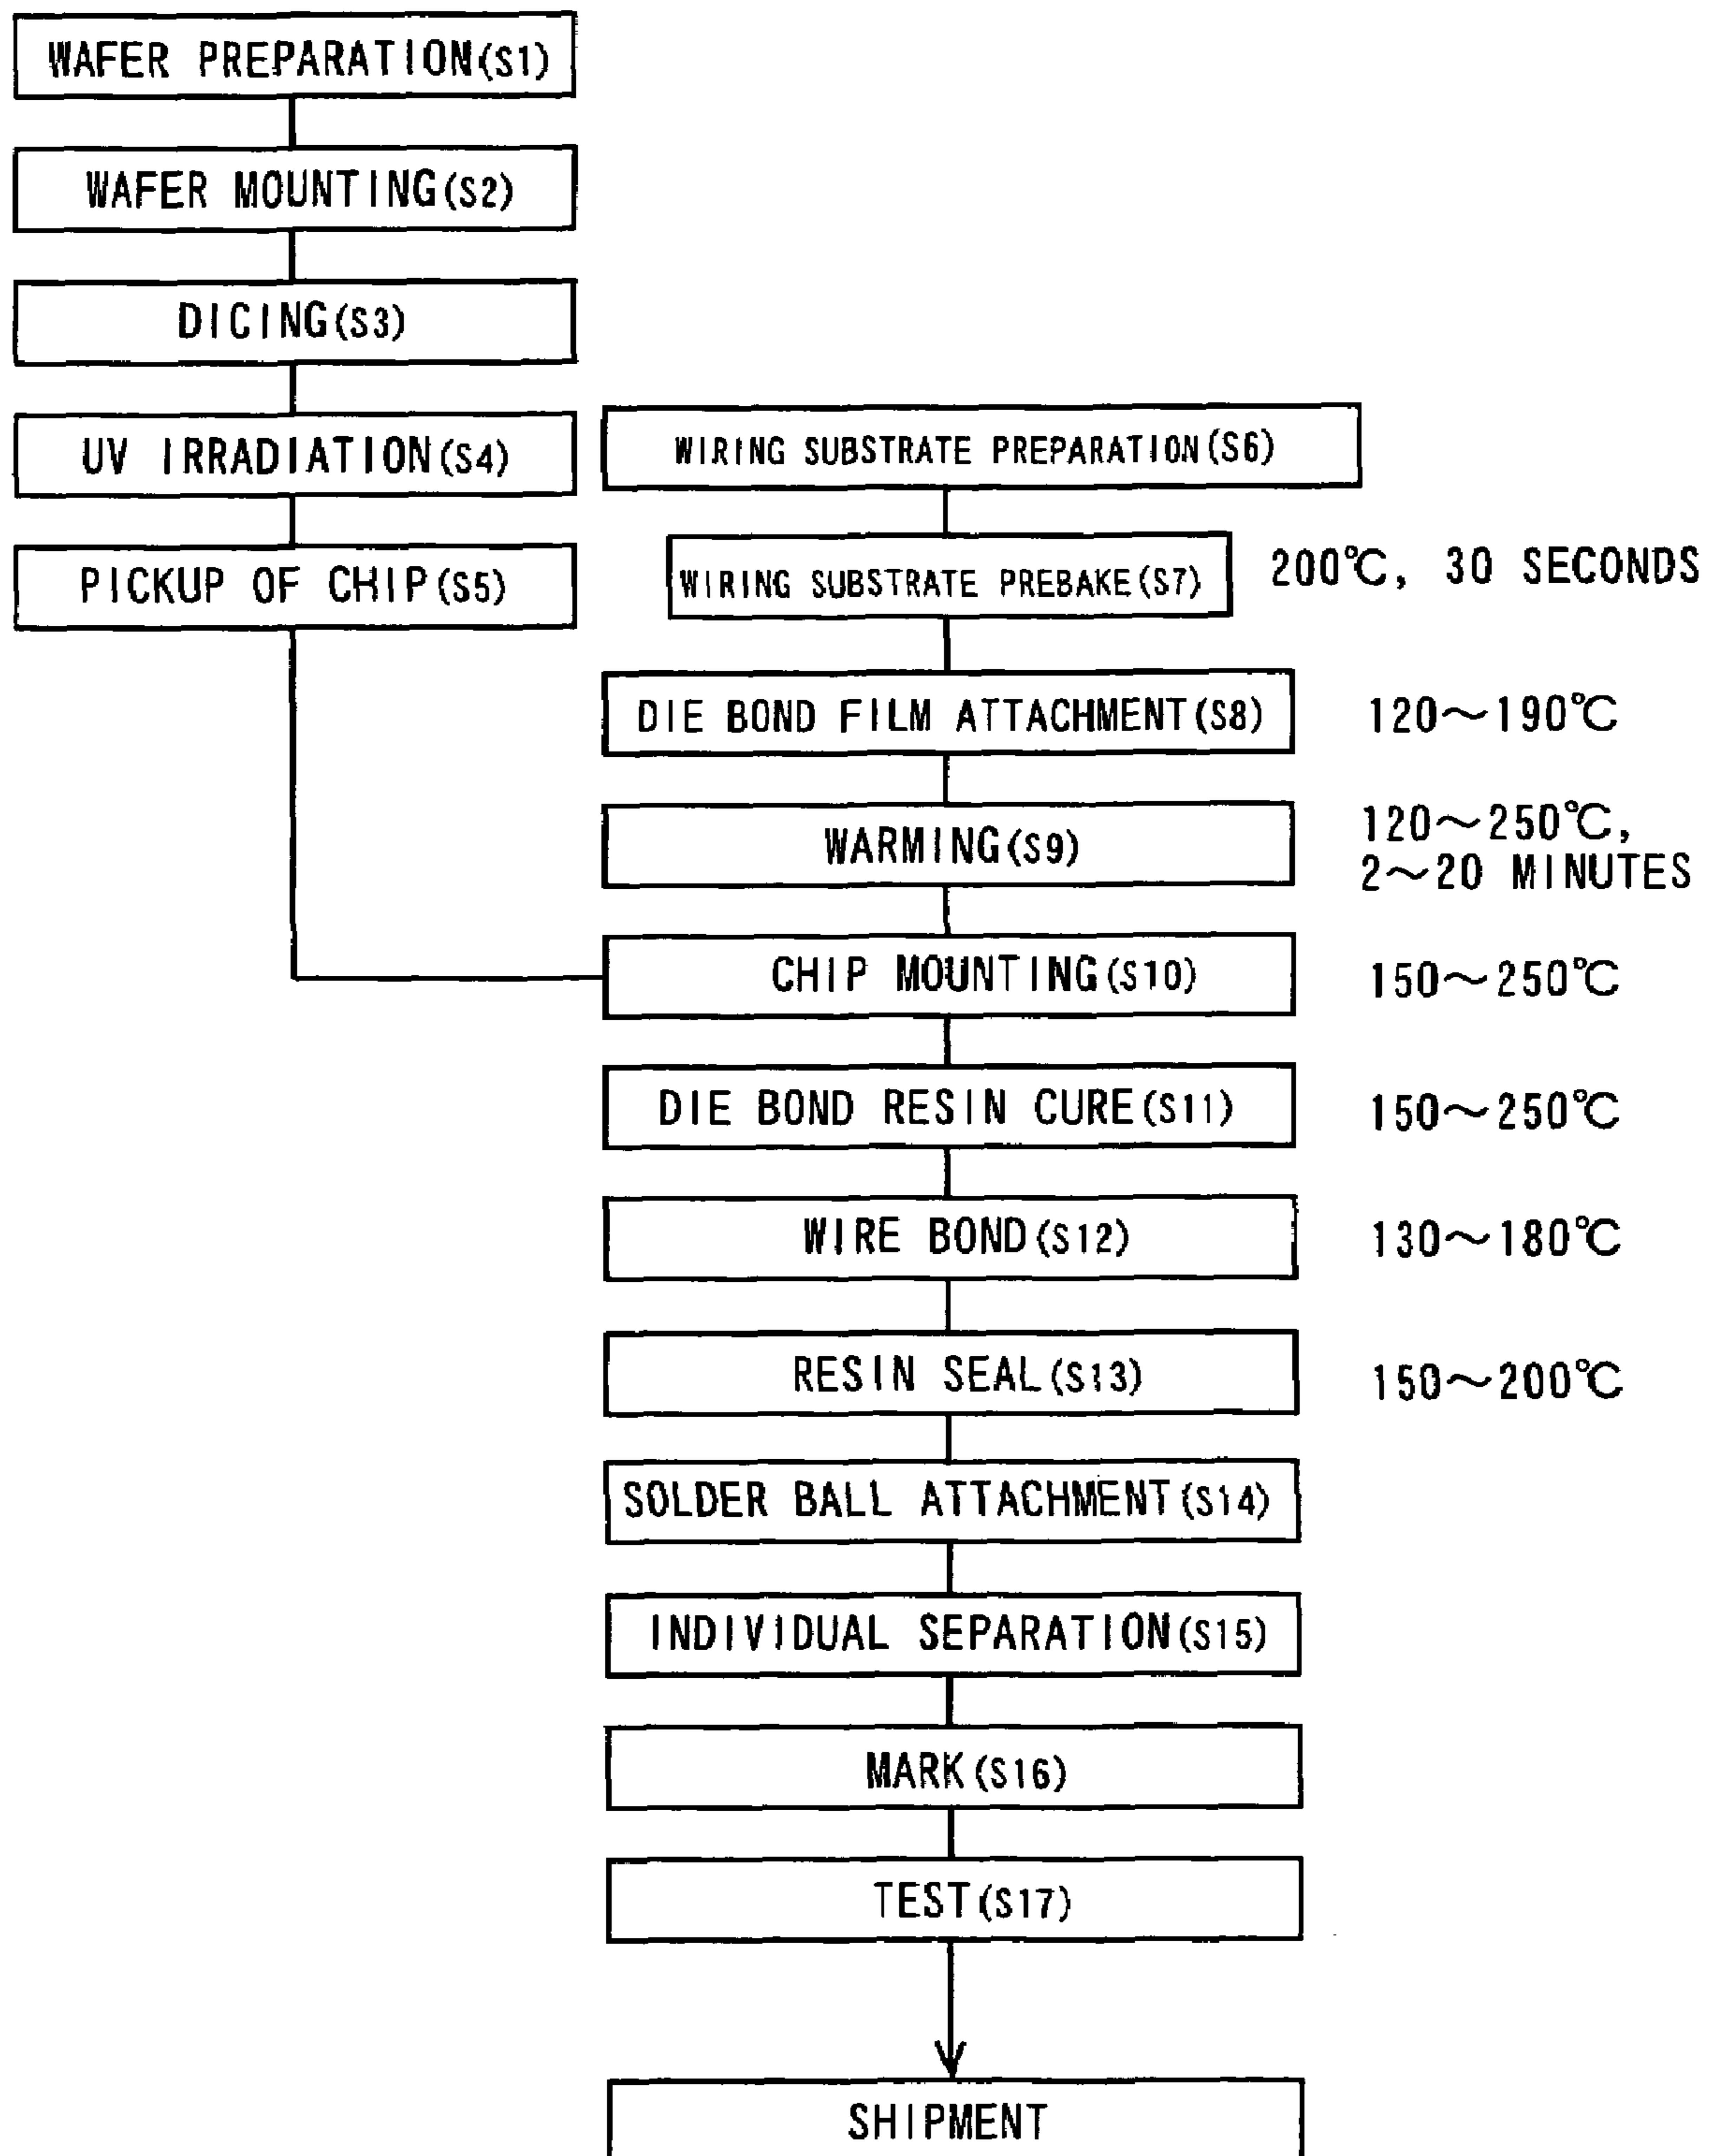 WAFER PREPARATION(S1)
WAFER MOUNTING(S2)
DICING(S3)
UV IRRADIATION(S4)
PICKUP OF CHIP(S5)
WIRING SUBSTRATE PREPARATION(S6)
WIRING SUBSTRATE PREBAKE(S7)
200℃, 30 SECONDS
DIE BOND FILM ATTACHMENT(S8)
120～190℃
WARMING(S9)
120～250℃,
2～20 MINUTES
CHIP MOUNTING(S10)
150～250℃
DIE BOND RESIN CURE(S11)
150～250℃
WIRE BOND(S12)
130～180℃
RESIN SEAL(S13)
150～200℃
SOLDER BALL ATTACHMENT(S14)
INDIVIDUAL SEPARATION(S15)
MARK(S16)
TEST(S17)
SHIPMENT